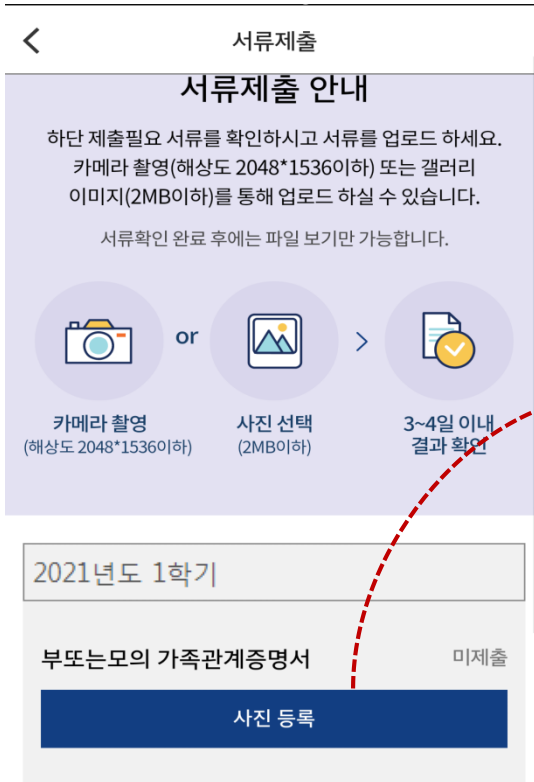 서류제출
서류제출 안내
하단 제출필요 서류를 확인하시고 서류를 업로드 하세요.
카메라 촬영(해상도 2048*1536이하) 또는 갤러리
이미지(2MB이하)를 통해 업로드 하실 수 있습니다.
서류확인 완료 후에는 파일 보기만 가능합니다.
or
카메라 촬영 사진 선택 3~4일 이내
(해상도 2048*1536이하) (2MB이하) 결과 확인
2021년도 1학기
부또는모의 가족관계증명서 미제출
사진 등록